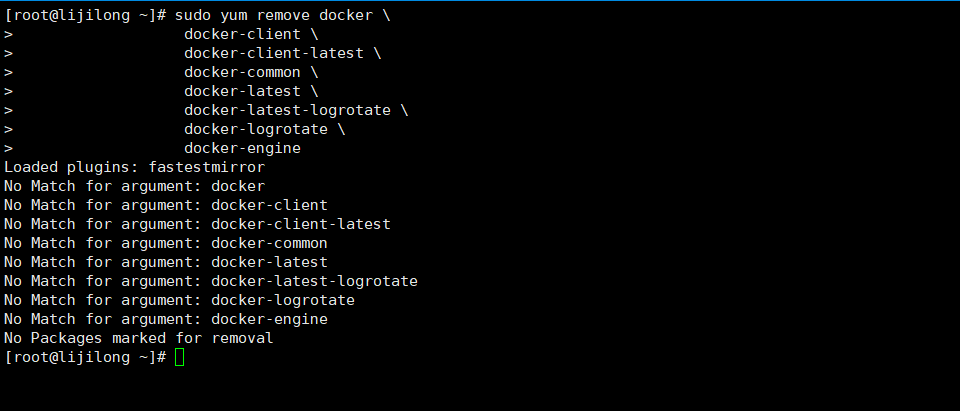 [root@lijilong ~]# sudo yum remove docker \
>                   docker-client \
>                   docker-client-latest \
>                   docker-common \
>                   docker-latest \
>                   docker-latest-logrotate \
>                   docker-logrotate \
>                   docker-engine
Loaded plugins: fastestmirror
No Match for argument: docker
No Match for argument: docker-client
No Match for argument: docker-client-latest
No Match for argument: docker-common
No Match for argument: docker-latest
No Match for argument: docker-latest-logrotate
No Match for argument: docker-logrotate
No Match for argument: docker-engine
No Packages marked for removal
[root@lijilong ~]#